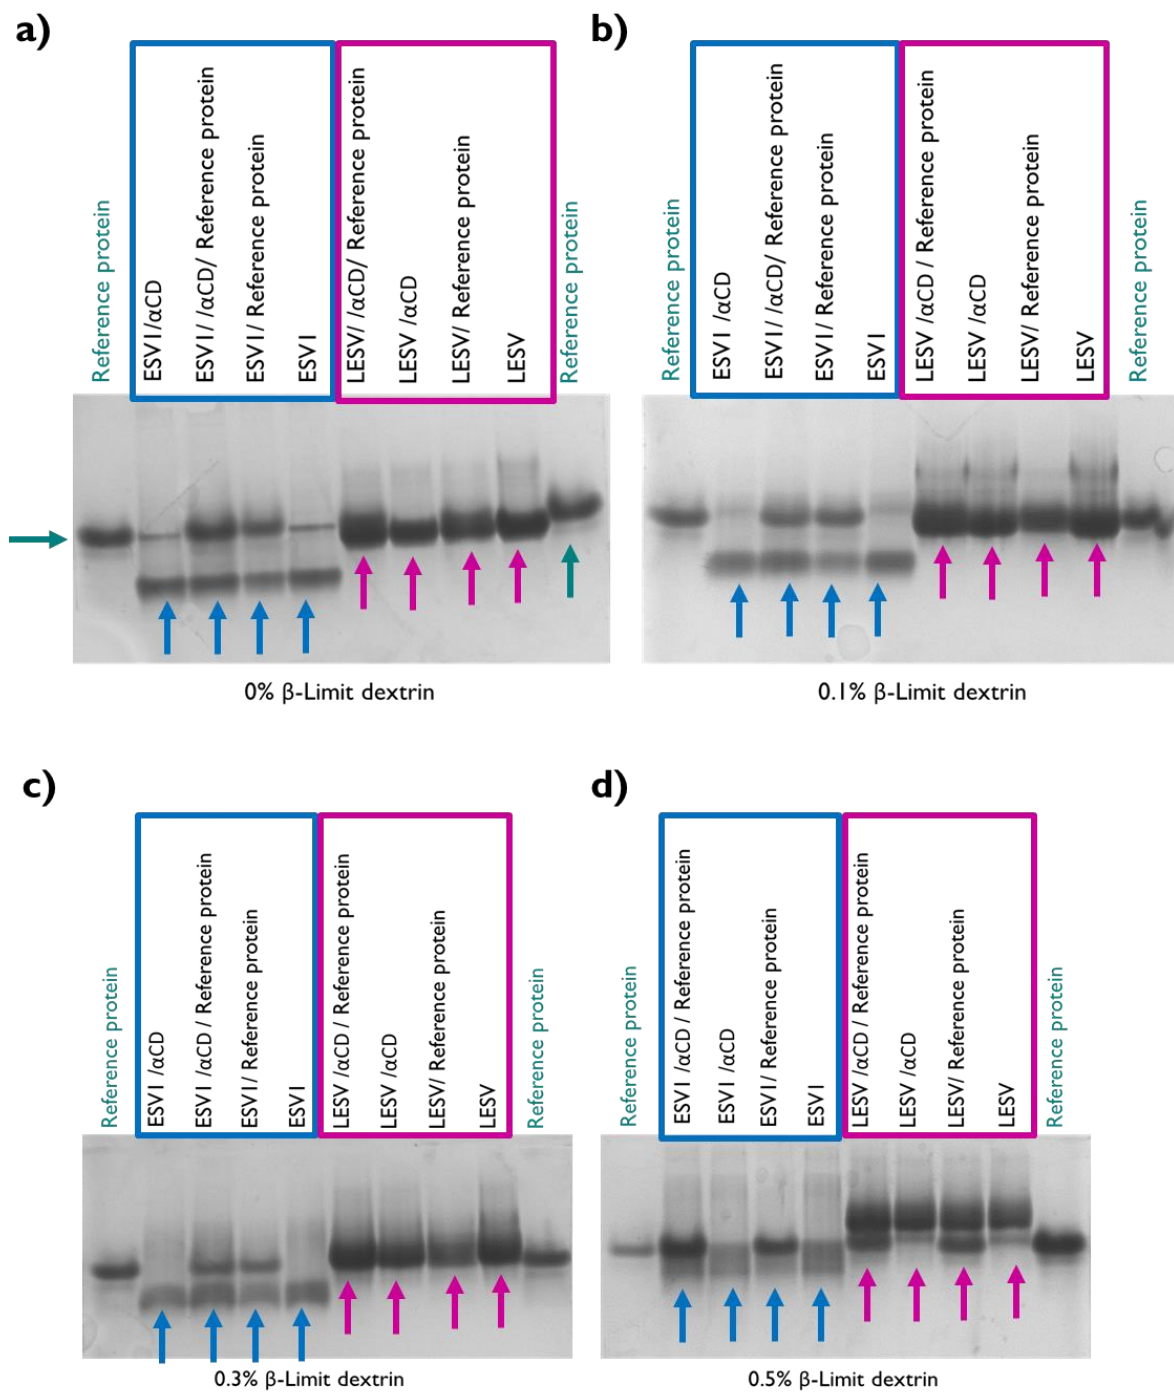 a)
Reference protein
ESV1 /αCD
ESV1/ /αCD/ Reference protein
ESV1/ Reference protein
ESV1
LESV/ /αCD/ Reference protein
LESV /αCD
LESV/ Reference protein
LESV
Reference protein
0% β-Limit dextrin
b)
Reference protein
ESV1 /αCD
ESV1/ /αCD/ Reference protein
ESV1/ Reference protein
ESV1
LESV /αCD / Reference protein
LESV /αCD
LESV/ Reference protein
LESV
Reference protein
0.1% β-Limit dextrin
c)
Reference protein
ESV1 /αCD
ESV1 /αCD / Reference protein
ESV1/ Reference protein
ESV1
LESV /αCD / Reference protein
LESV /αCD
LESV/ Reference protein
LESV
Reference protein
0.3% β-Limit dextrin
d)
Reference protein
ESV1 /αCD / Reference protein
ESV1 /αCD
ESV1/ Reference protein
ESV1
LESV /αCD / Reference protein
LESV /αCD
LESV/ Reference protein
LESV
Reference protein
0.5% β-Limit dextrin